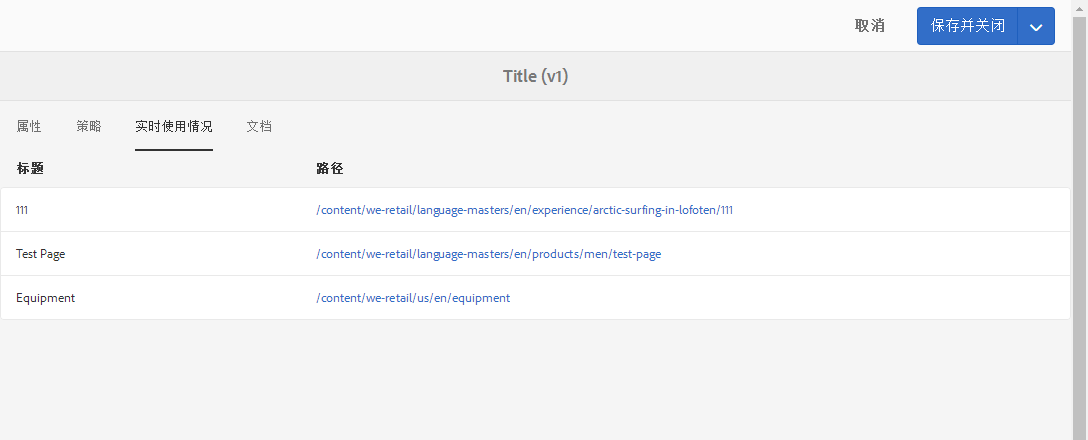 取消 保存并关闭
Title (v1)
属性 策略 实时使用情况 文档
标题 路径
111 /content/we-retail/language-masters/en/experience/arctic-surfing-in-lofoten/111
Test Page /content/we-retail/language-masters/en/products/men/test-page
Equipment /content/we-retail/us/en/equipment